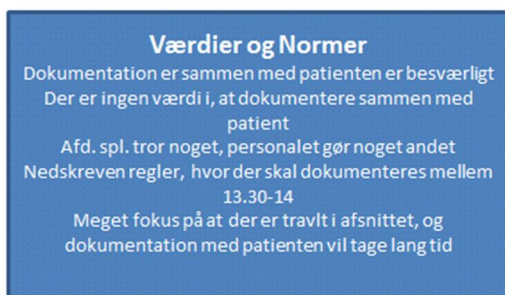 Værdier og Normer
Dokumentation er sammen med patienten er besværligt
Der er ingen værdi i, at dokumentere sammen med
patient
Afd. spl. tror noget, personalet gør noget andet
Nedskreven regler, hvor der skal dokumenteres mellem
13.30-14
Meget fokus på at der er travlt i afsnittet, og
dokumentation med patienten vil tage lang tid